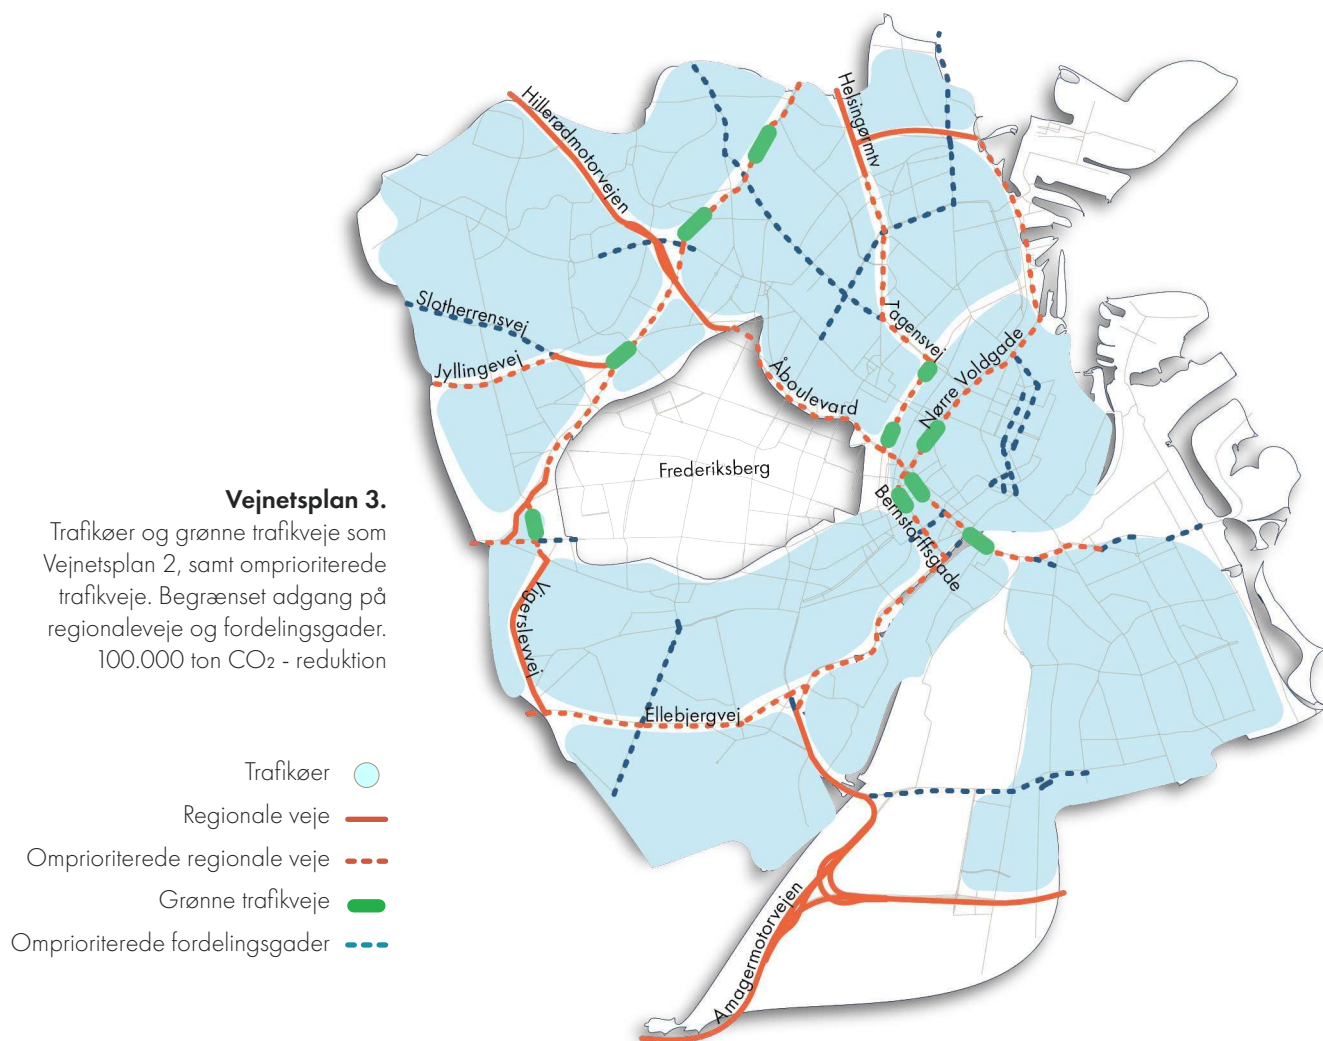 Vejnetsplan 3.
Trafikøer og grønne trafikveje som
Vejnetsplan 2, samt omprioriterede
trafikveje. Begrænset adgang på
regionaleveje og fordelingsgader.
100.000 ton CO2 - reduktion
Trafikøer
Regionale veje
Omprioriterede regionale veje
Grønne trafikveje
Omprioriterede fordelingsgader
Hillerødmotorvejen
Helsingørmtv
Slotherrensvej
Jyllingevej
Tagensvej
Nørre Voldgade
Åboulevard
Frederiksberg
Bernstorffsgade
Vigerslevvej
Ellebjergvej
Amagermotorvejen